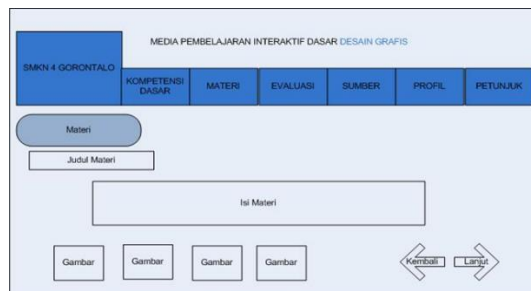 MEDIA PEMBELAJARAN INTERAKTIF DASAR DESAIN GRAFIS
SMKN 4 GORONTALO
KOMPETENSI
DASAR
MATERI
EVALUASI
SUMBER
PROFIL
PETUNJUK
Materi
Judul Materi
Isi Materi
Gambar
Gambar
Gambar
Gambar
Kembali
Lanjut